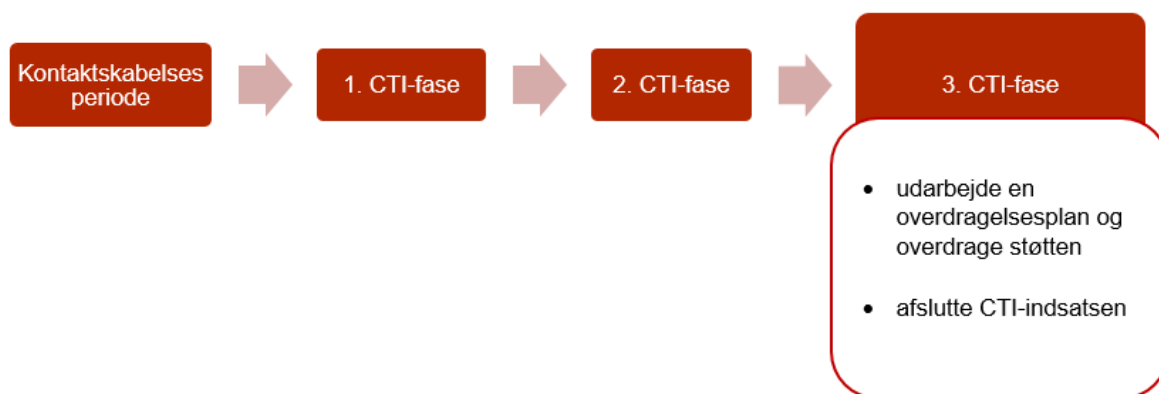 Kontaktskabelses
periode
1. CTI-fase
2. CTI-fase
3. CTI-fase
• udarbejde en
overdragelsesplan og
overdrage støtten
• afslutte CTI-indsatsen